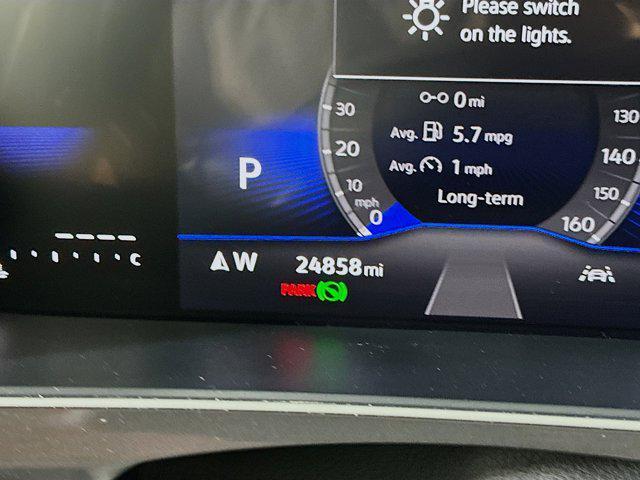 Please switch
on the lights.
0 mi
Avg. 5.7 mpg
Avg. 1 mph
Long-term
30
20
10
mph
0
130
140
150
160
P
C
W
24858 mi
PARK